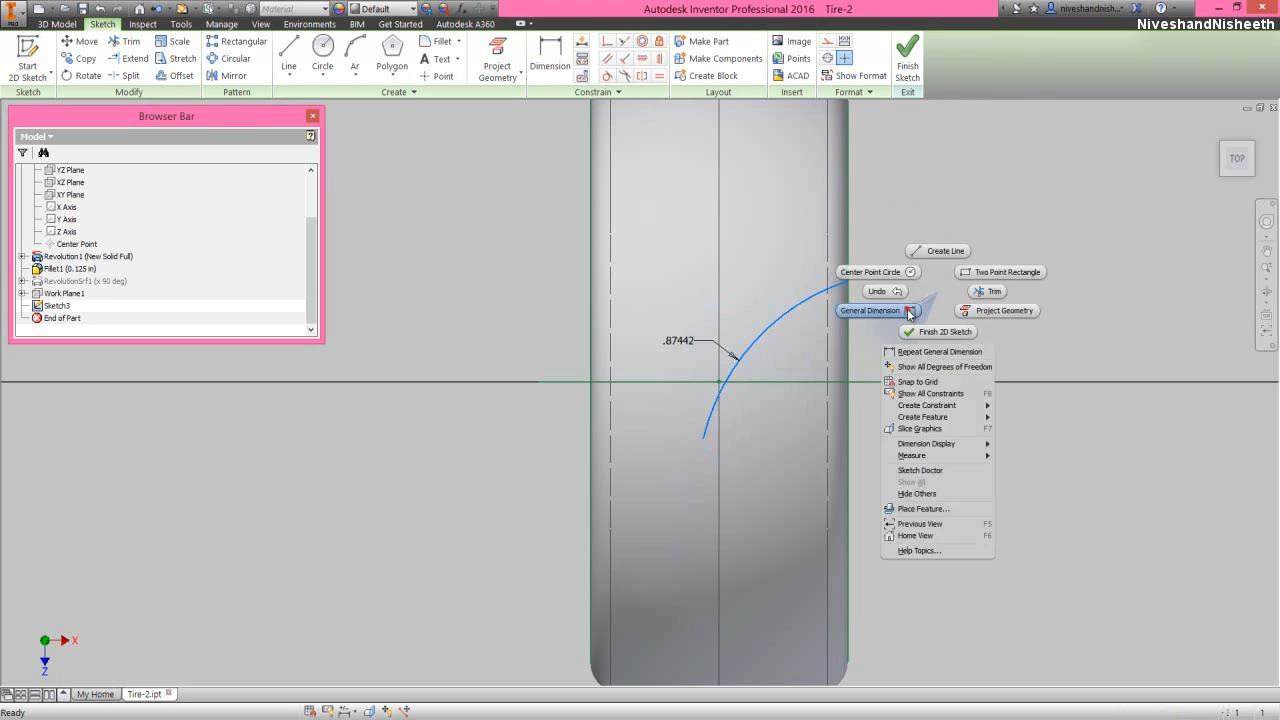 Material
Default
Autodesk Inventor Professional 2016 Tire-2
niveshandnish...
NiveshandNisheeth
PRO
3D Model Sketch Inspect Tools Manage View Environments BIM Get Started Autodesk A360
Move Trim Scale Rectangular Fillet Image Make Part
Copy Extend Stretch Circular Text Points Make Components
Rotate Split Offset Mirror Point ACAD Create Block Show Format
Start
2D Sketch
Line Circle Ar Polygon
Project
Geometry
Dimension
Finish
Sketch
Sketch Modify Pattern Create Constrain Layout Insert Format Exit
Browser Bar
Model
YZ Plane
XZ Plane
XY Plane
X Axis
Y Axis
Z Axis
Center Point
Revolution1 (New Solid Full)
Fillet1 (0.125 in)
RevolutionSrf1 (x 90 deg)
Work Plane1
Sketch3
End of Part
TOP
.87442
Create Line
Center Point Circle
Two Point Rectangle
Undo
Trim
General Dimension
Project Geometry
Finish 2D Sketch
Repeat General Dimension
Show All Degrees of Freedom
Snap to Grid
Show All Constraints F8
Create Constraint
Create Feature
Slice Graphics F7
Dimension Display
Measure
Sketch Doctor
Show All
Hide Others
Place Feature...
Previous View F5
Home View F6
Help Topics...
X
Z
My Home Tire-2.ipt
Ready
1 1